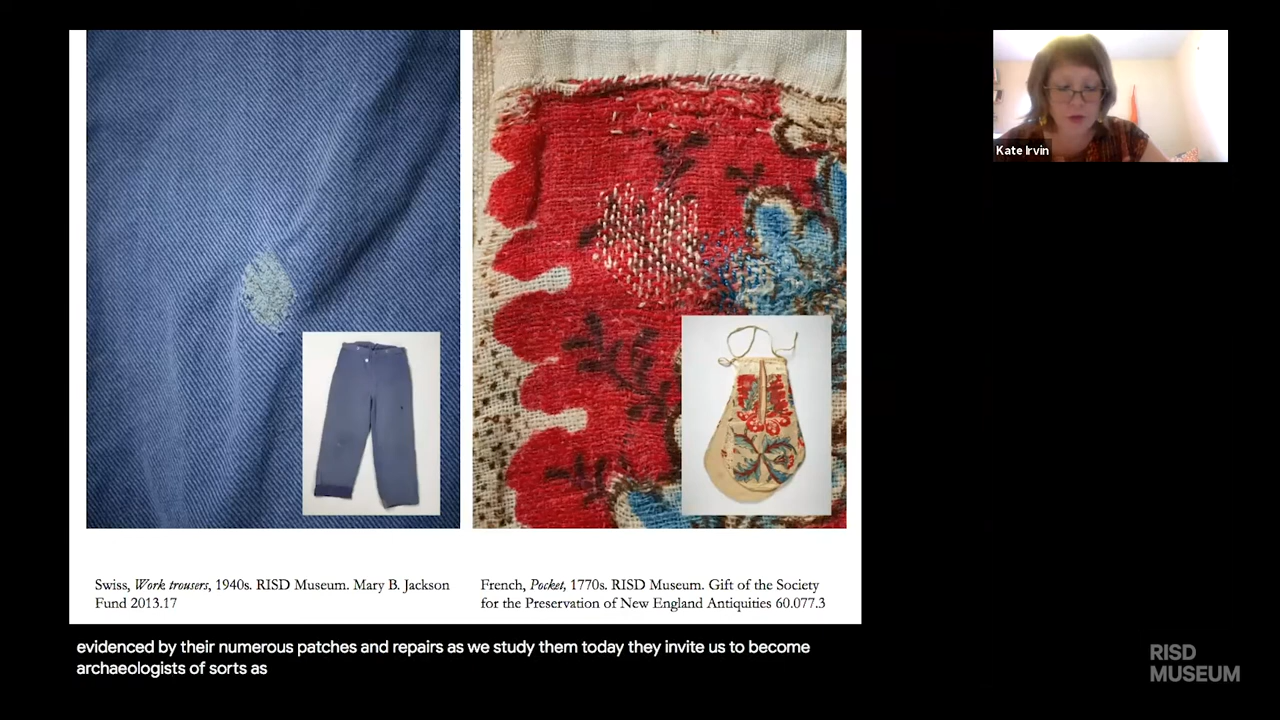 Kate Irvin
Swiss, Work trousers, 1940s. RISD Museum. Mary B. Jackson
Fund 2013.17
French, Pocket, 1770s. RISD Museum. Gift of the Society
for the Preservation of New England Antiquities 60.077.3
evidenced by their numerous patches and repairs as we study them today they invite us to become
archaeologists of sorts as
RISD
MUSEUM